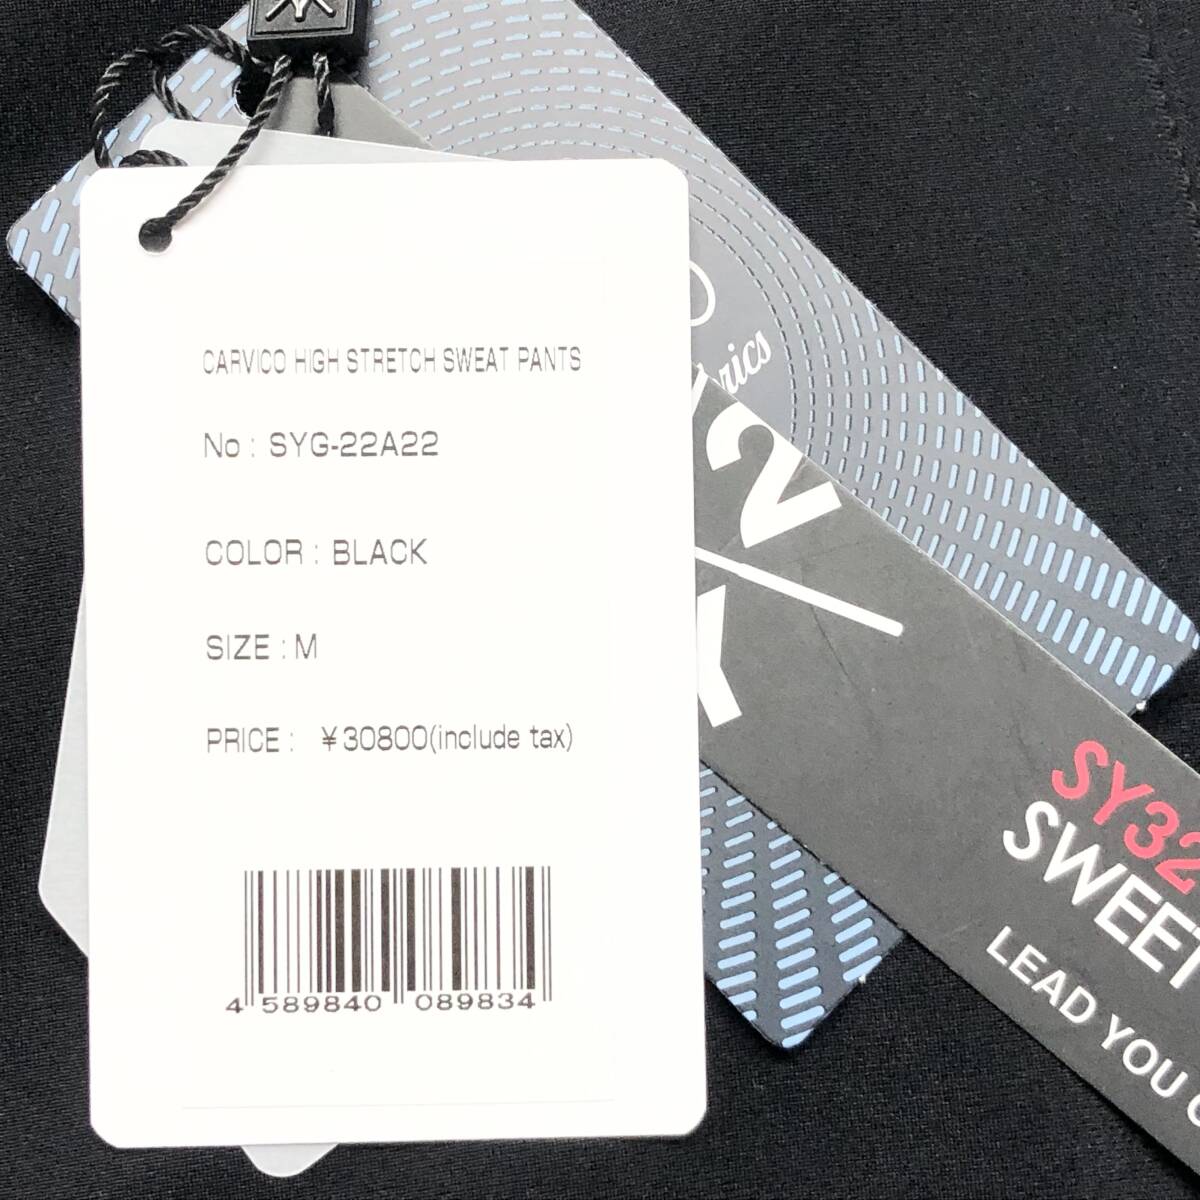 CARVICO HIGH STRETCH SWEAT PANTS
No : SYG-22A22
COLOR : BLACK
SIZE : M
PRICE : ¥30800(include tax)
4 589840 089834
SY32
SWEET
LEAD YOU